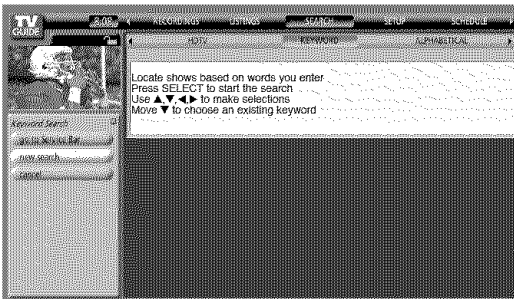 TV GUIDE
8:08
RECORDINGS LISTINGS SEARCH SETUP SCHEDULE
HDTV KEYWORD ALPHABETICAL
Locate shows based on words you enter
Press SELECT to start the search
Use ▲,▼,◀,▶ to make selections
Move ▼ to choose an existing keyword
Keyword Search
go to Service Bar
new search
cancel